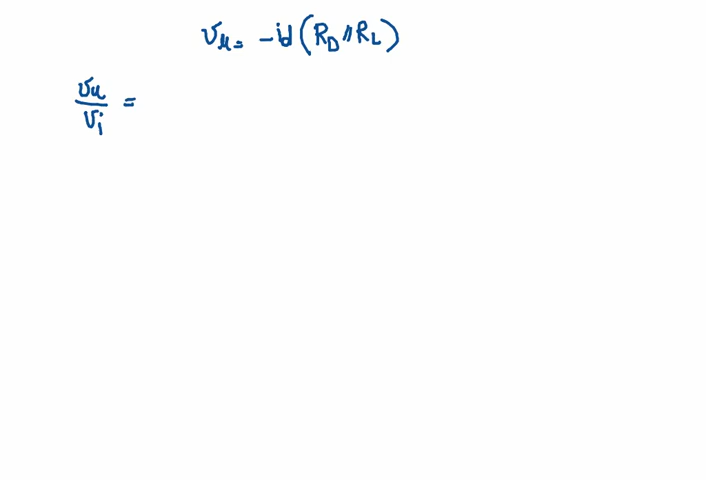 vu = -id (RD // RL)
vu/vi =